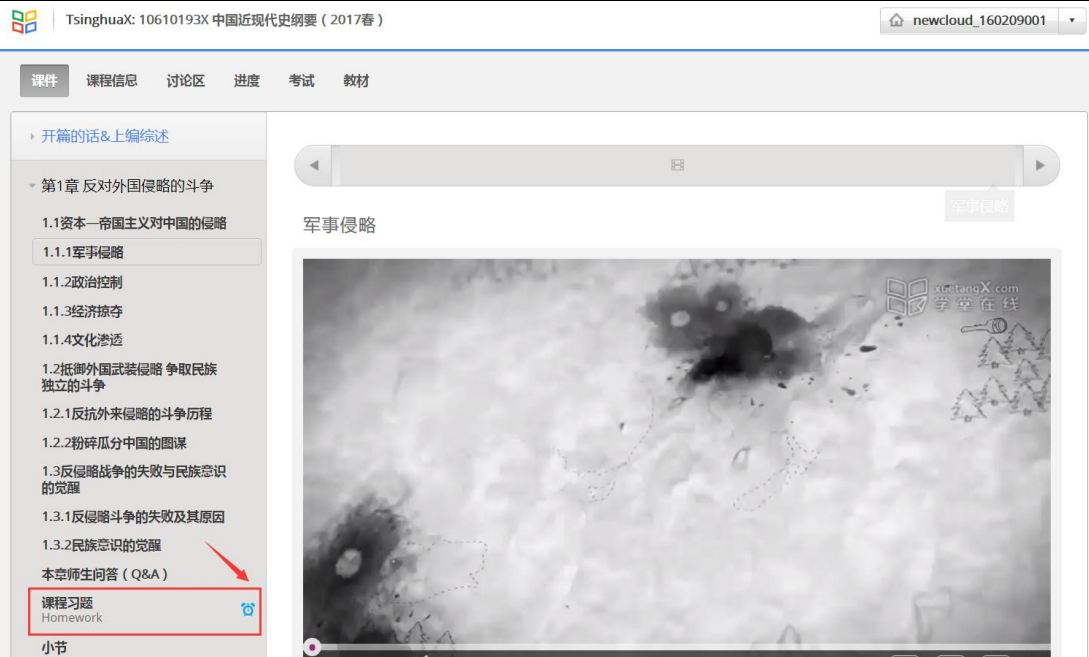 TsinghuaX: 10610193X 中国近现代史纲要（2017春）
newcloud_160209001
课件 课程信息 讨论区 进度 考试 教材
开篇的话&上编综述
第1章 反对外国侵略的斗争
1.1资本—帝国主义对中国的侵略
1.1.1军事侵略
1.1.2政治控制
1.1.3经济掠夺
1.1.4文化渗透
1.2抵御外国武装侵略 争取民族
独立的斗争
1.2.1反抗外来侵略的斗争历程
1.2.2粉碎瓜分中国的图谋
1.3反侵略战争的失败与民族意识
的觉醒
1.3.1反侵略斗争的失败及其原因
1.3.2民族意识的觉醒
本章师生问答（Q&A）
课程习题
Homework
小节
军事侵略
军事侵略
xuetangX.com
学堂在线